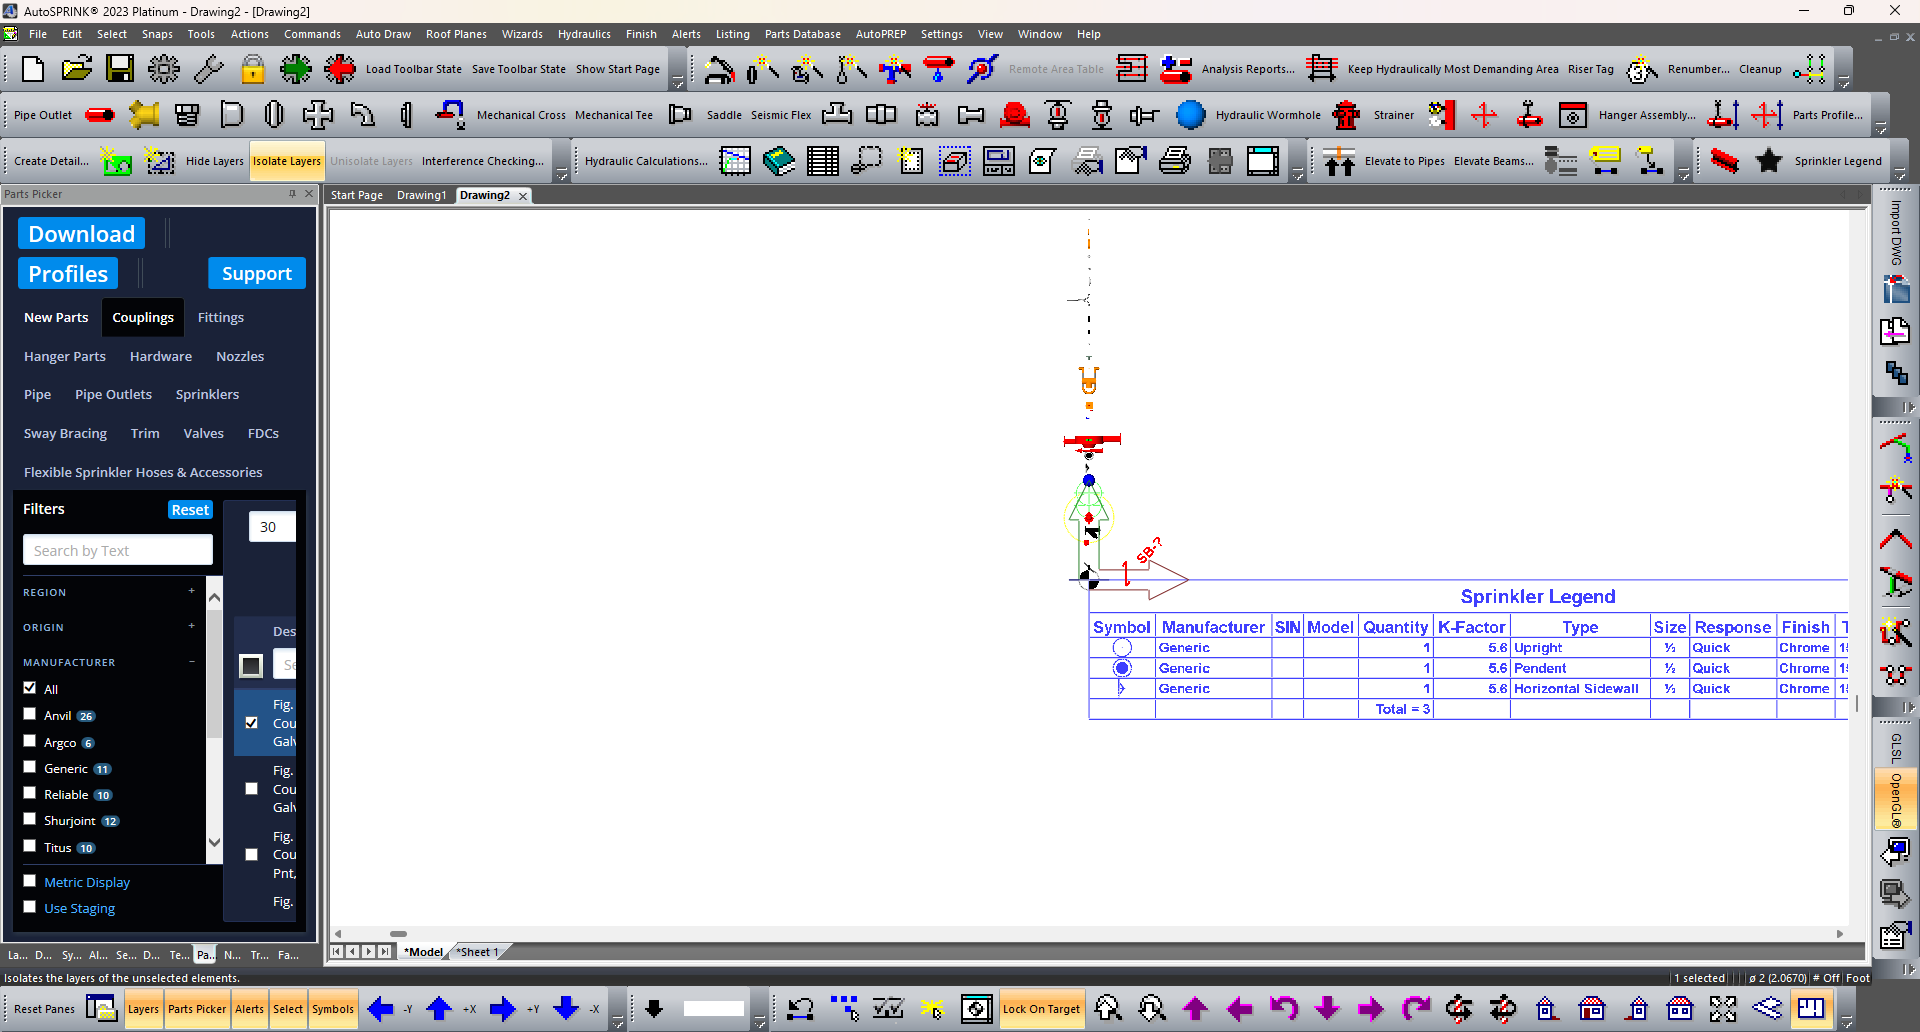 AutoSPRINK® 2023 Platinum - Drawing2 - [Drawing2]
File Edit Select Snaps Tools Actions Commands Auto Draw Roof Planes Wizards Hydraulics Finish Alerts Listing Parts Database AutoPREP Settings View Window Help
Load Toolbar State Save Toolbar State Show Start Page Remote Area Table Analysis Reports... Keep Hydraulically Most Demanding Area Riser Tag Renumber... Cleanup
Pipe Outlet Mechanical Cross Mechanical Tee Saddle Seismic Flex Hydraulic Wormhole Strainer Hanger Assembly... Parts Profile...
Create Detail... Hide Layers Isolate Layers Unisolate Layers Interference Checking... Hydraulic Calculations... Elevate to Pipes Elevate Beams... Sprinkler Legend
Parts Picker
Start Page Drawing1 Drawing2
Download
Profiles Support
New Parts Couplings Fittings
Hanger Parts Hardware Nozzles
Pipe Pipe Outlets Sprinklers
Sway Bracing Trim Valves FDCs
Flexible Sprinkler Hoses & Accessories
Filters Reset
30
Search by Text
REGION +
ORIGIN +
MANUFACTURER −
All
Anvil 26
Argco 6
Generic 11
Reliable 10
Shurjoint 12
Titus 10
Metric Display
Use Staging
Des
Se
Fig.
Cou
Galv
Fig.
Cou
Galv
Fig.
Cou
Pnt,
Fig.
SB-?
Sprinkler Legend
Symbol Manufacturer SIN Model Quantity K-Factor Type Size Response Finish T
Generic 1 5.6 Upright ½ Quick Chrome 1
Generic 1 5.6 Pendent ½ Quick Chrome 1
Generic 1 5.6 Horizontal Sidewall ½ Quick Chrome 1
Total = 3
Import DWG
GLSL
OpenGL®
*Model *Sheet 1
La... D... Sy... Al... Se... D... Te... Pa... N... Tr... Fa...
Isolates the layers of the unselected elements.
1 selected ø 2 (2.0670) # Off Foot
Reset Panes Layers Parts Picker Alerts Select Symbols -Y +X +Y -X Lock On Target